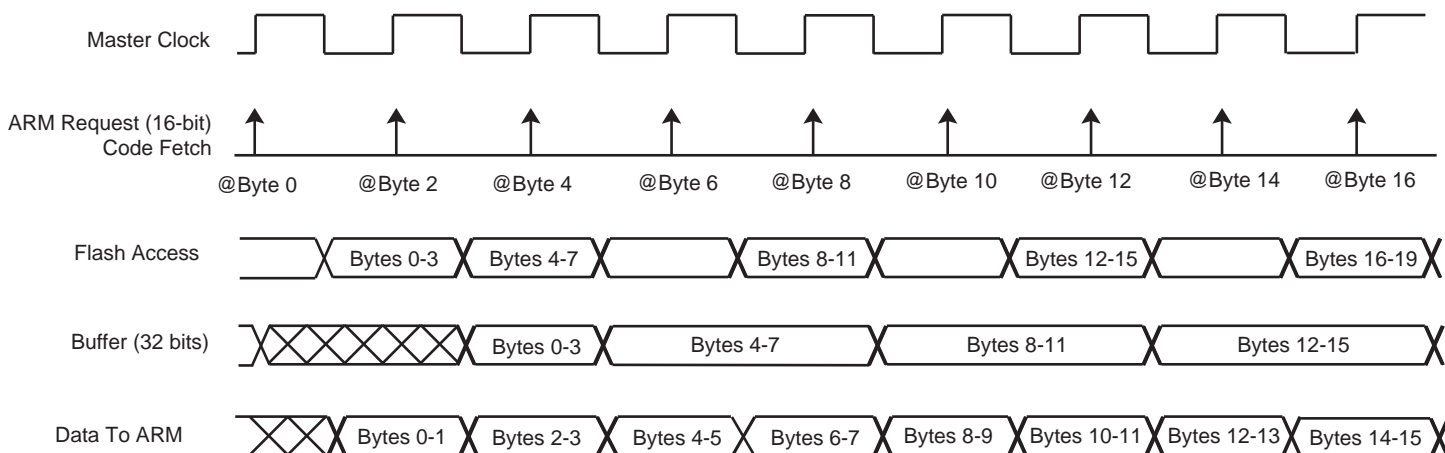 Master Clock
ARM Request (16-bit)
Code Fetch
@Byte 0 @Byte 2 @Byte 4 @Byte 6 @Byte 8 @Byte 10 @Byte 12 @Byte 14 @Byte 16
Flash Access Bytes 0-3 Bytes 4-7 Bytes 8-11 Bytes 12-15 Bytes 16-19
Buffer (32 bits) Bytes 0-3 Bytes 4-7 Bytes 8-11 Bytes 12-15
Data To ARM Bytes 0-1 Bytes 2-3 Bytes 4-5 Bytes 6-7 Bytes 8-9 Bytes 10-11 Bytes 12-13 Bytes 14-15